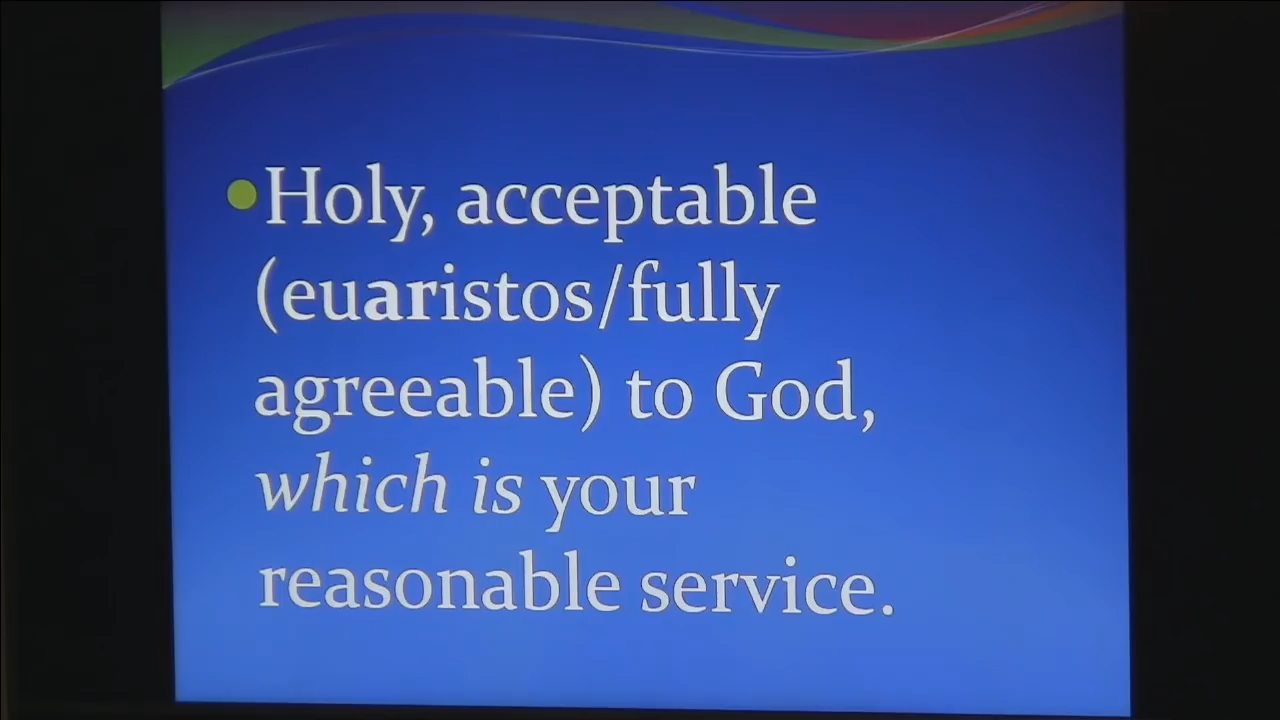 Holy, acceptable
(euaristos/fully
agreeable) to God,
which is your
reasonable service.